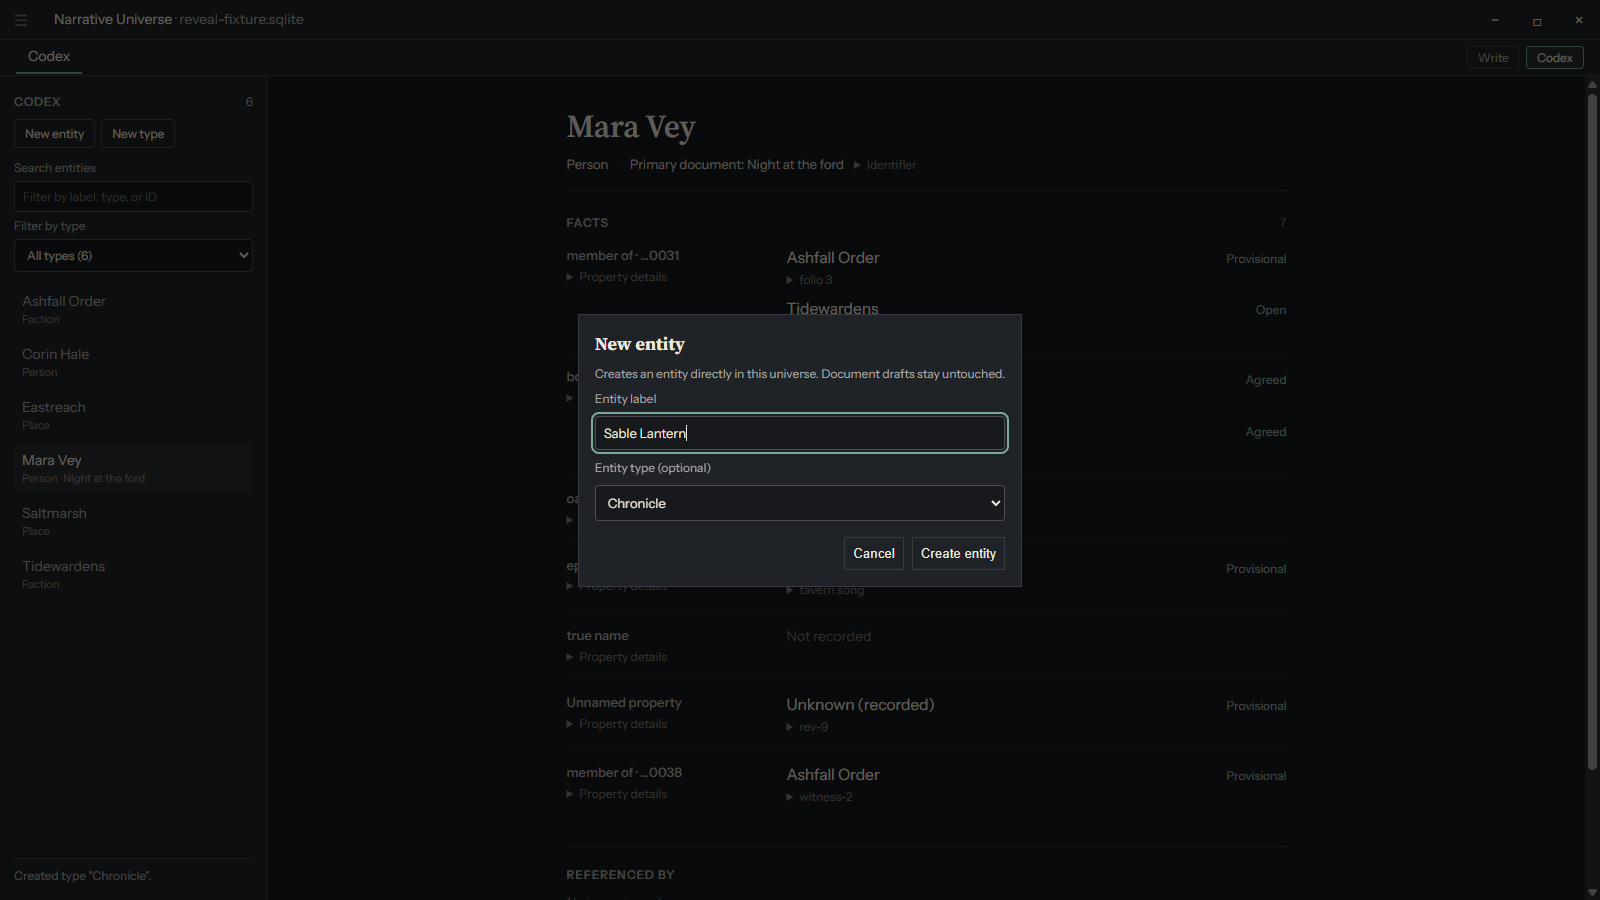 Narrative Universe · reveal-fixture.sqlite
Codex
Write
Codex
CODEX
6
New entity
New type
Search entities
Filter by label, type, or ID
Filter by type
All types (6)
Ashfall Order
Faction
Corin Hale
Person
Eastreach
Place
Mara Vey
Person · Night at the ford
Saltmarsh
Place
Tidewardens
Faction
Created type "Chronicle".
Mara Vey
Person · Primary document: Night at the ford
Identifier
FACTS
7
member of · …0031
Property details
Ashfall Order
folio 3
Provisional
Tidewardens
Open
Agreed
Agreed
New entity
Creates an entity directly in this universe. Document drafts stay untouched.
Entity label
Sable Lantern
Entity type (optional)
Chronicle
Cancel
Create entity
Property details
tavern song
Provisional
true name
Property details
Not recorded
Unnamed property
Property details
Unknown (recorded)
rev-9
Provisional
member of · …0038
Property details
Ashfall Order
witness-2
Provisional
REFERENCED BY